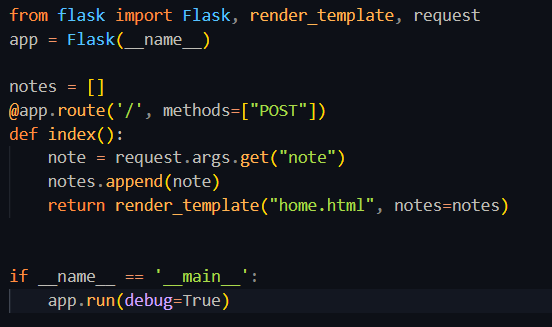 from flask import Flask, render_template, request
app = Flask(__name__)

notes = []
@app.route('/', methods=["POST"])
def index():
    note = request.args.get("note")
    notes.append(note)
    return render_template("home.html", notes=notes)


if __name__ == '__main__':
    app.run(debug=True)